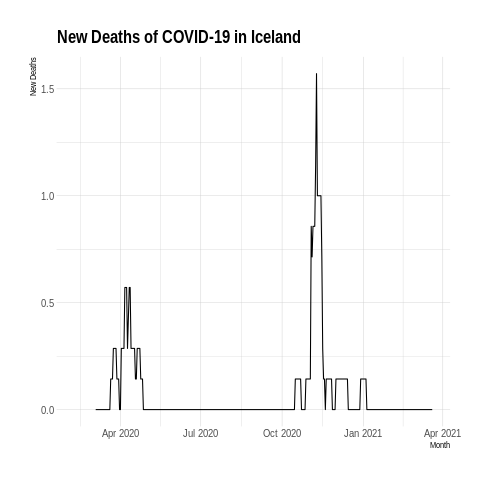 New Deaths of COVID-19 in Iceland
New Deaths
1.5
1.0
0.5
0.0
Apr 2020 Jul 2020 Oct 2020 Jan 2021 Apr 2021
Month